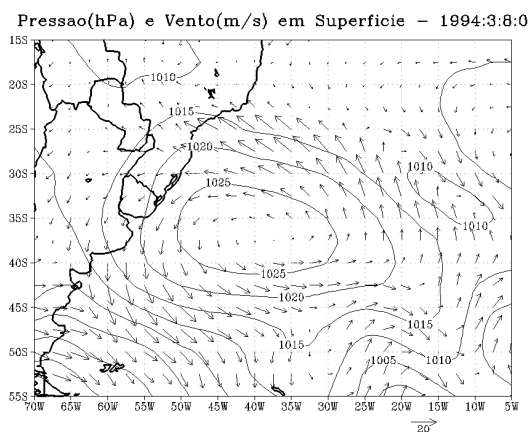 Pressao(hPa) e Vento(m/s) em Superficie - 1994:3:8:0
15S
1010
20S
1015
25S
1020
1010
30S
1025
1010
35S
40S
1025
1020
45S
1015
1015
50S
1005
1010
55S
70W 65W 60W 55W 50W 45W 40W 35W 30W 25W 20W 15W 10W 5W
20